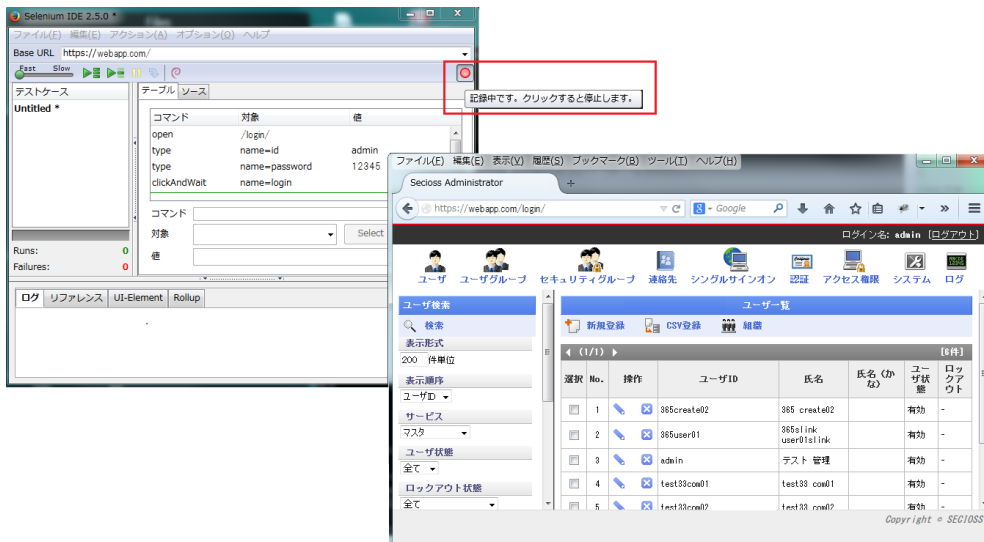 Selenium IDE 2.5.0 *
ファイル(F) 編集(E) アクション(A) オプション(O) ヘルプ
Base URL https://webapp.com/
Fast Slow
テストケース
テーブル ソース
Untitled *
コマンド 対象 値
open /login/
type name=id admin
type name=password 12345
clickAndWait name=login
コマンド
対象 Select
値
Runs: 0
Failures: 0
ログ リファレンス UI-Element Rollup
記録中です。クリックすると停止します。
ファイル(F) 編集(E) 表示(V) 履歴(S) ブックマーク(B) ツール(T) ヘルプ(H)
Secioss Administrator
https://webapp.com/login/
Google
ログイン名: admin [ログアウト]
ユーザ ユーザグループ セキュリティグループ 連絡先 シングルサインオン 認証 アクセス権限 システム ログ
ユーザ検索
検索
表示形式
200 件単位
表示順序
ユーザID
サービス
マスタ
ユーザ状態
全て
ロックアウト状態
全て
ユーザ一覧
新規登録 CSV登録 組織
(1/1) [6件]
選択 No. 操作 ユーザID 氏名 氏名（かな） ユーザ状態 ロックアウト
1 365create02 365 create02 有効 -
2 365user01 365slink user01slink 有効 -
3 admin テスト 管理 有効 -
4 test33com01 test33 com01 有効 -
5 test33com02 test33 com02 有効 -
Copyright © SECIOSS